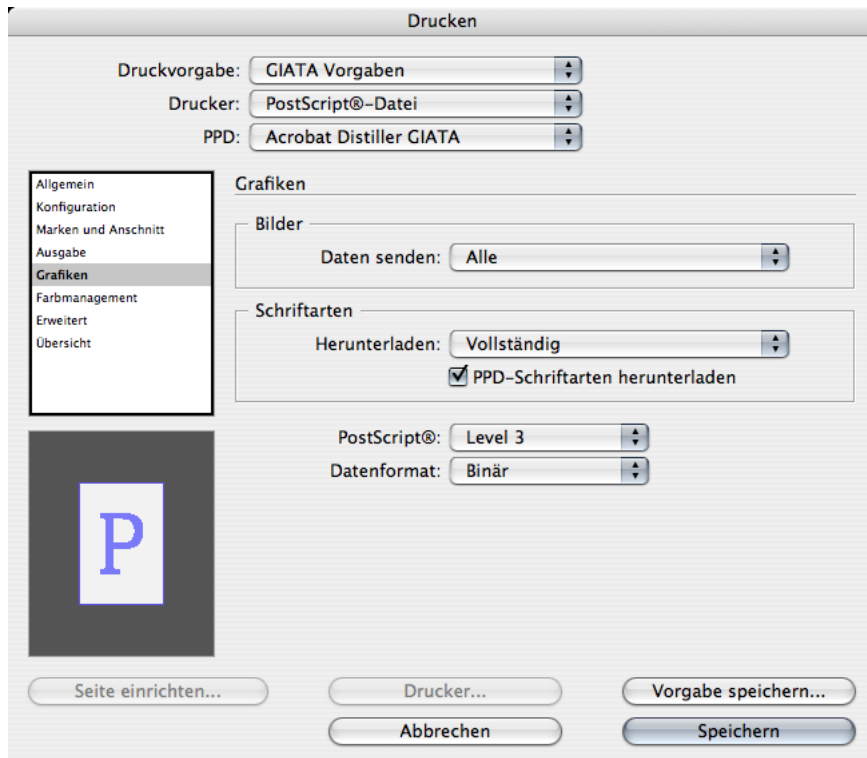 Drucken
Druckvorgabe: GIATA Vorgaben
Drucker: PostScript®-Datei
PPD: Acrobat Distiller GIATA
Allgemein
Konfiguration
Marken und Anschnitt
Ausgabe
Grafiken
Farbmanagement
Erweitert
Übersicht
Grafiken
Bilder
Daten senden: Alle
Schriftarten
Herunterladen: Vollständig
PPD-Schriftarten herunterladen
PostScript®: Level 3
Datenformat: Binär
P
Seite einrichten...
Drucker...
Vorgabe speichern...
Abbrechen
Speichern